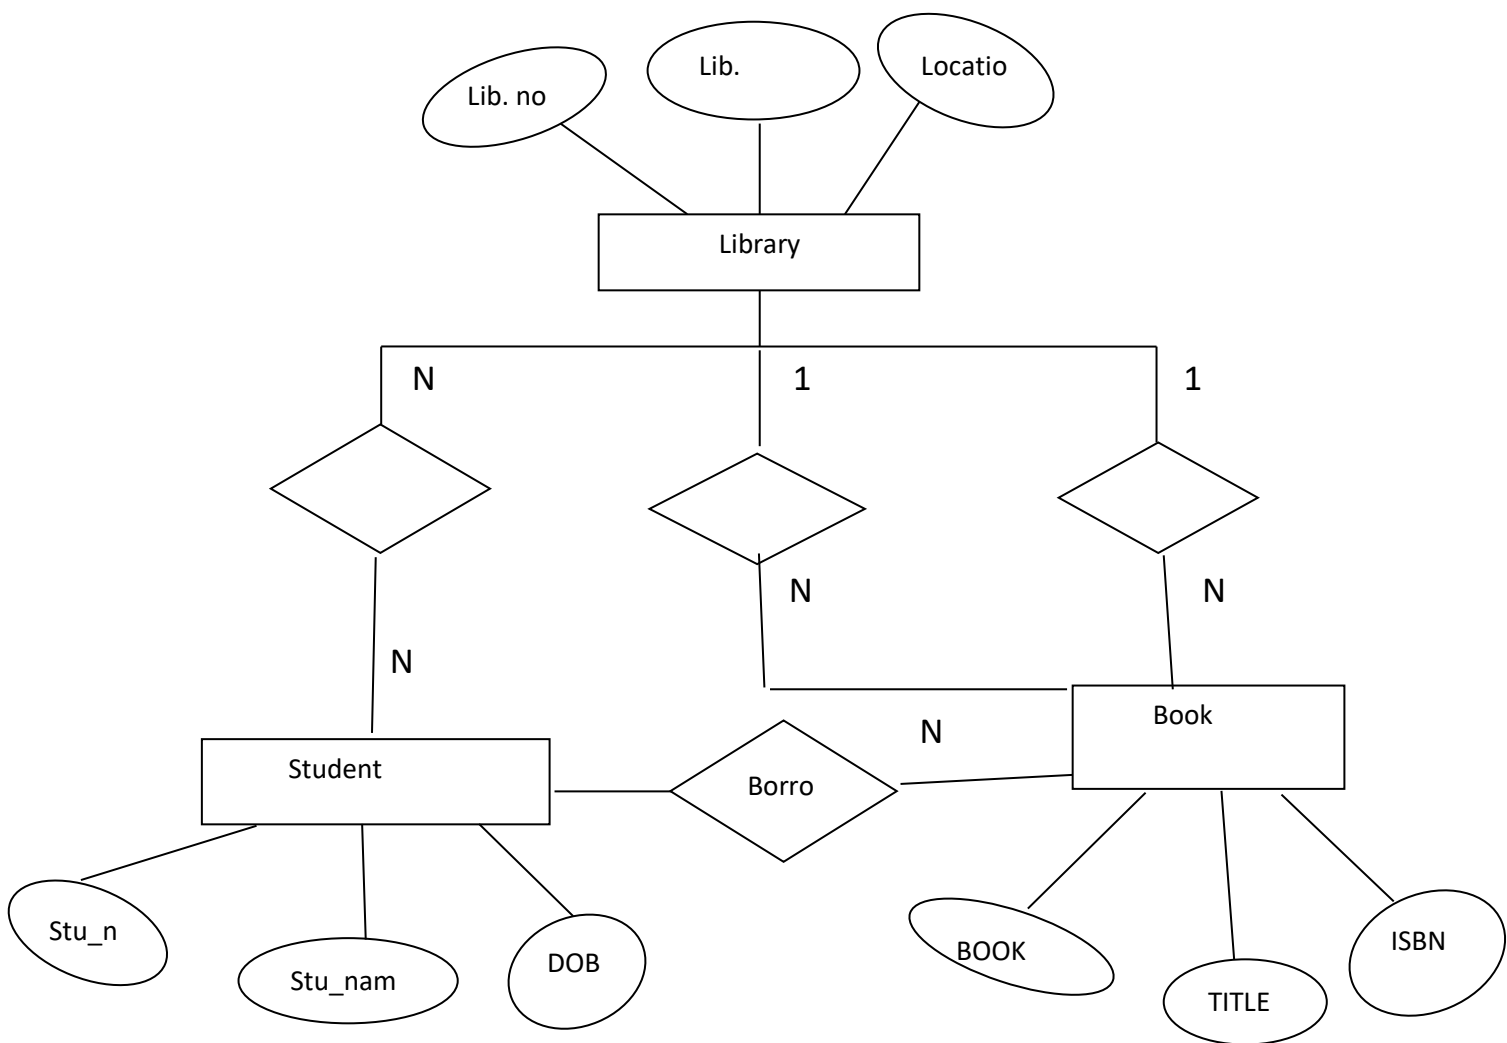 Lib. no
Lib.
Locatio
Library
N
1
1
N
N
N
Book
N
Student
Borro
Stu_n
Stu_nam
DOB
BOOK
TITLE
ISBN